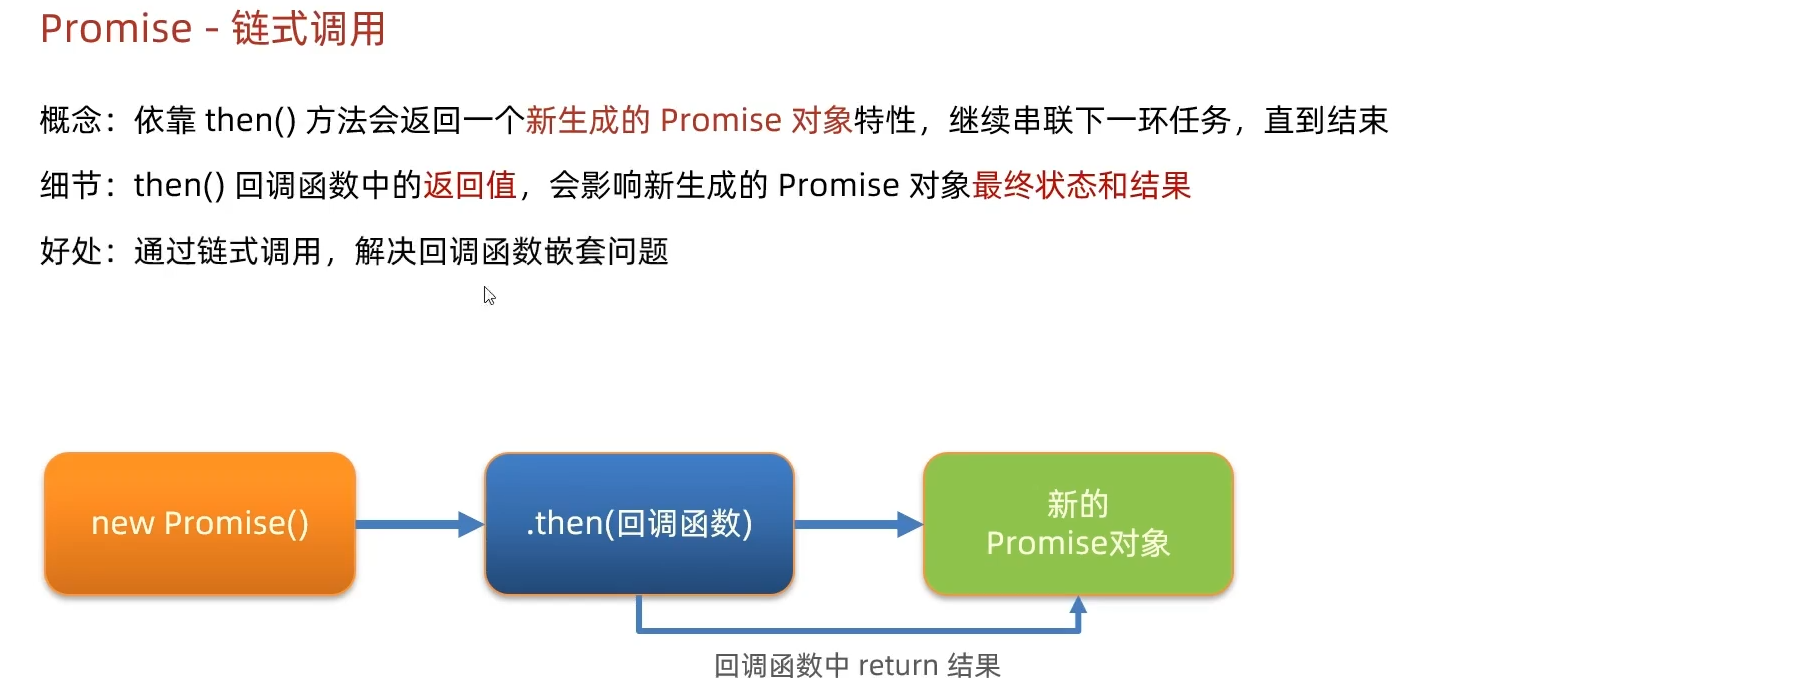 Promise - 链式调用
概念：依靠 then() 方法会返回一个新生成的 Promise 对象特性，继续串联下一环任务，直到结束
细节：then() 回调函数中的返回值，会影响新生成的 Promise 对象最终状态和结果
好处：通过链式调用，解决回调函数嵌套问题
new Promise()
.then(回调函数)
新的
Promise对象
回调函数中 return 结果